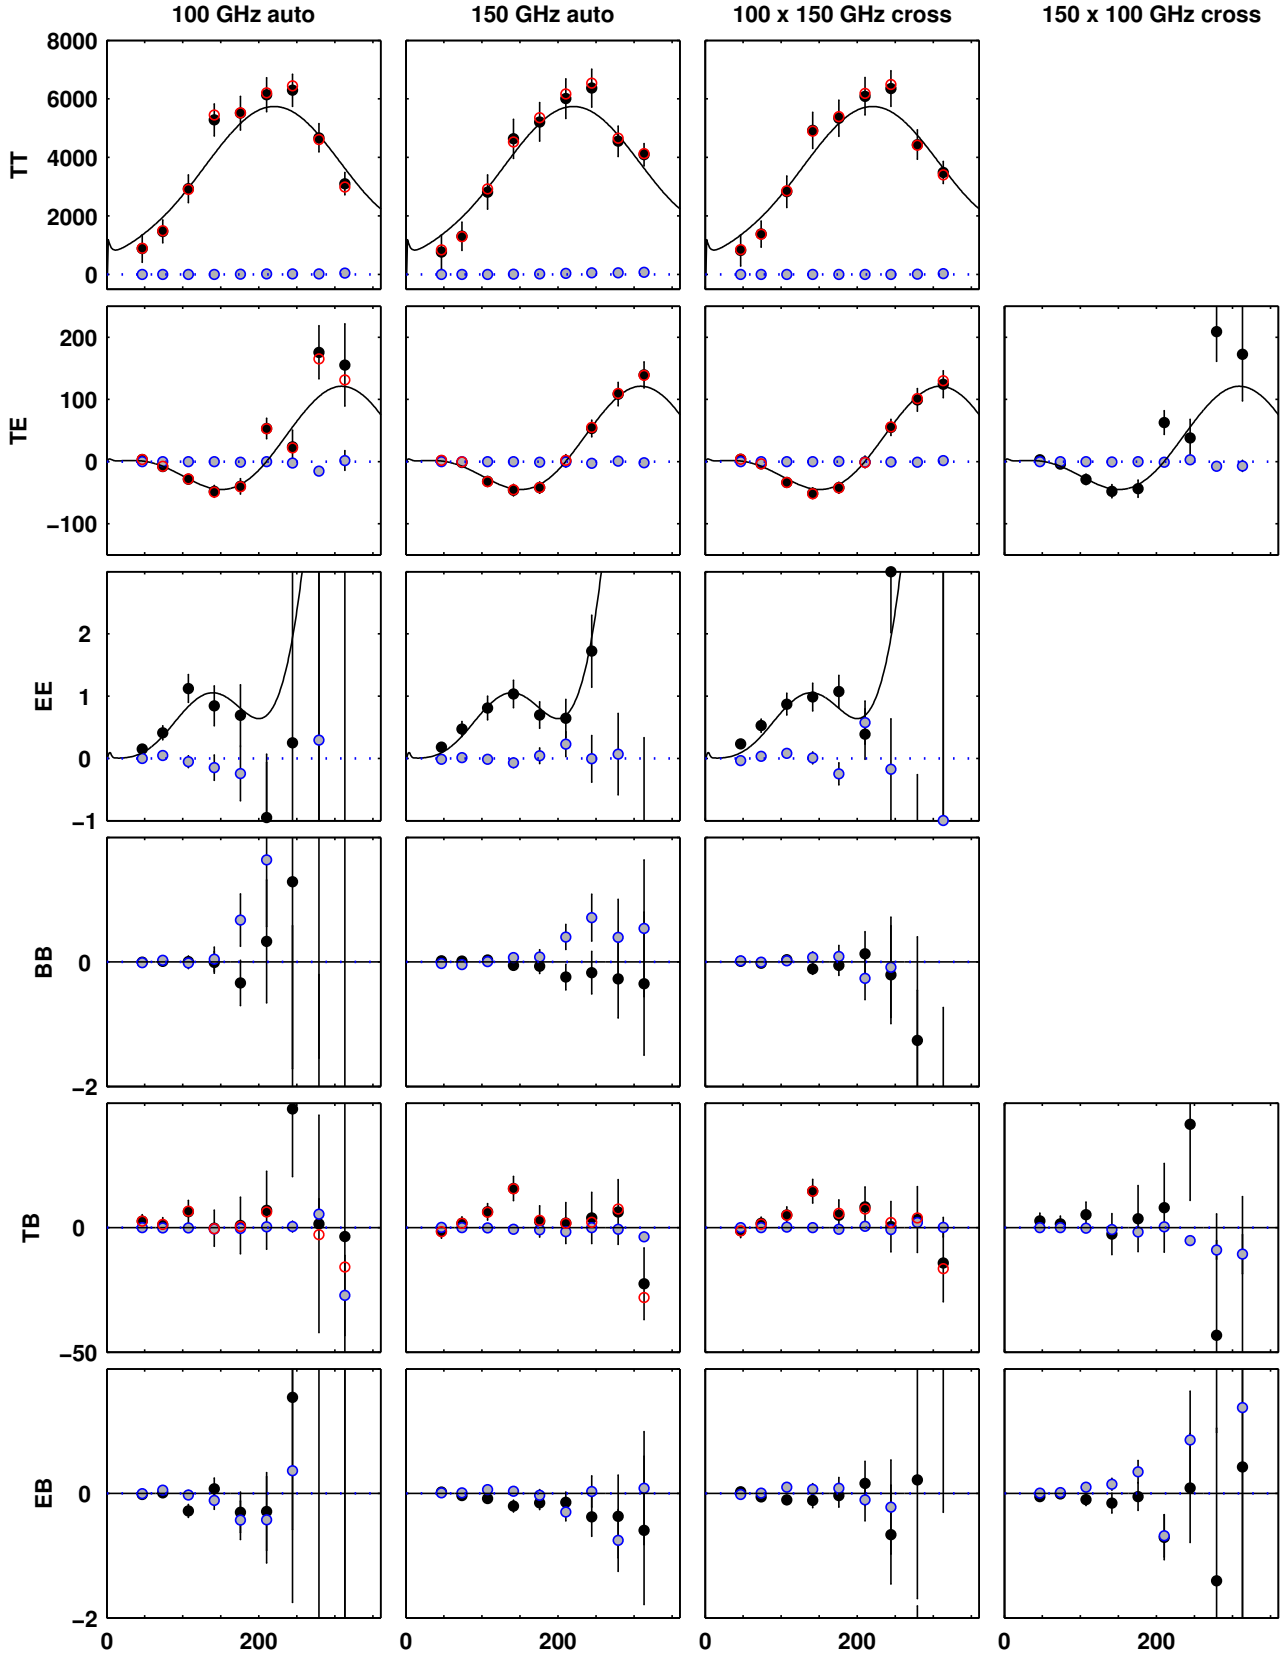 100 GHz auto 150 GHz auto 100 x 150 GHz cross 150 x 100 GHz cross
8000
6000
4000
2000
0
TT
200
100
0
−100
TE
2
1
0
−1
EE
0
−2
BB
0
−50
TB
0
−2
EB
0 200 0 200 0 200 0 200